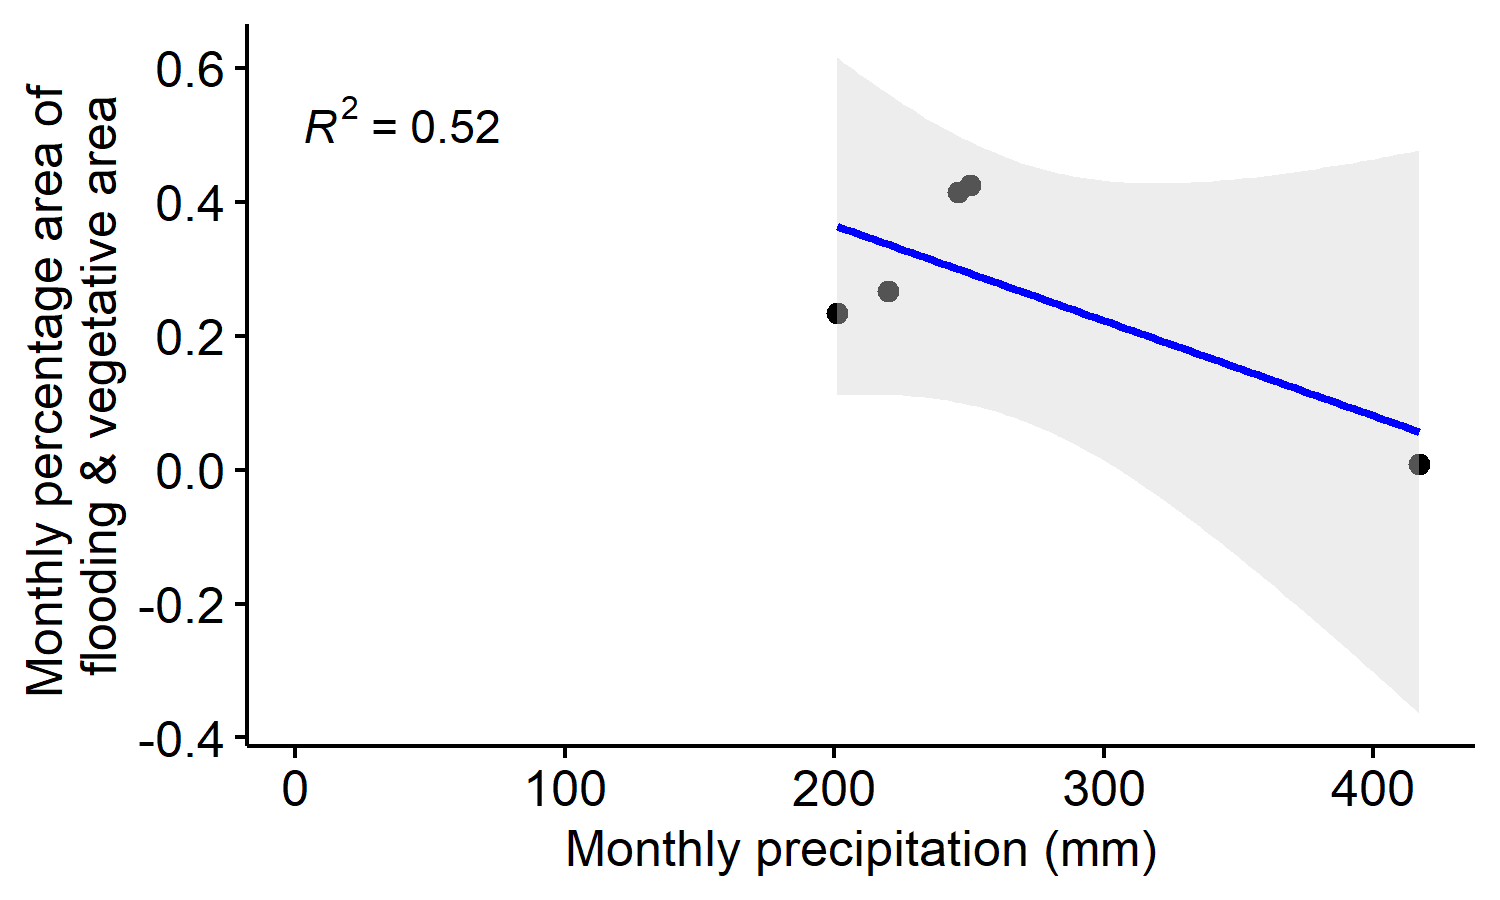 Monthly percentage area of
flooding & vegetative area
0.6
0.4
0.2
0.0
-0.2
-0.4
R² = 0.52
0 100 200 300 400
Monthly precipitation (mm)